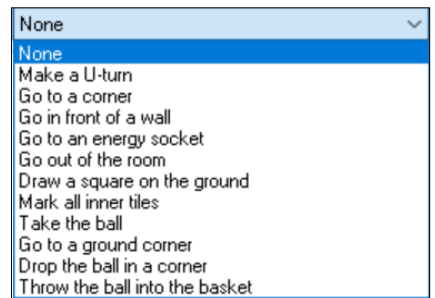 None
None
Make a U-turn
Go to a corner
Go in front of a wall
Go to an energy socket
Go out of the room
Draw a square on the ground
Mark all inner tiles
Take the ball
Go to a ground corner
Drop the ball in a corner
Throw the ball into the basket